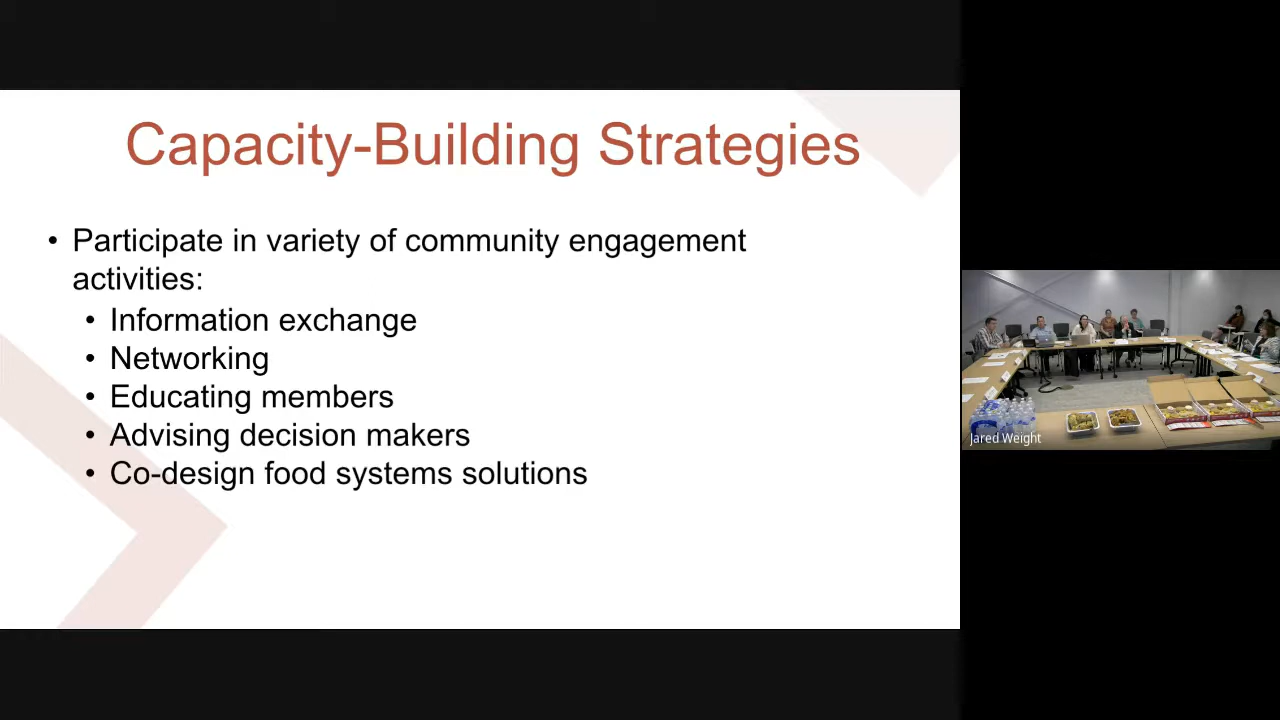 Capacity-Building Strategies
• Participate in variety of community engagement
activities:
• Information exchange
• Networking
• Educating members
• Advising decision makers
• Co-design food systems solutions
Jared Weight